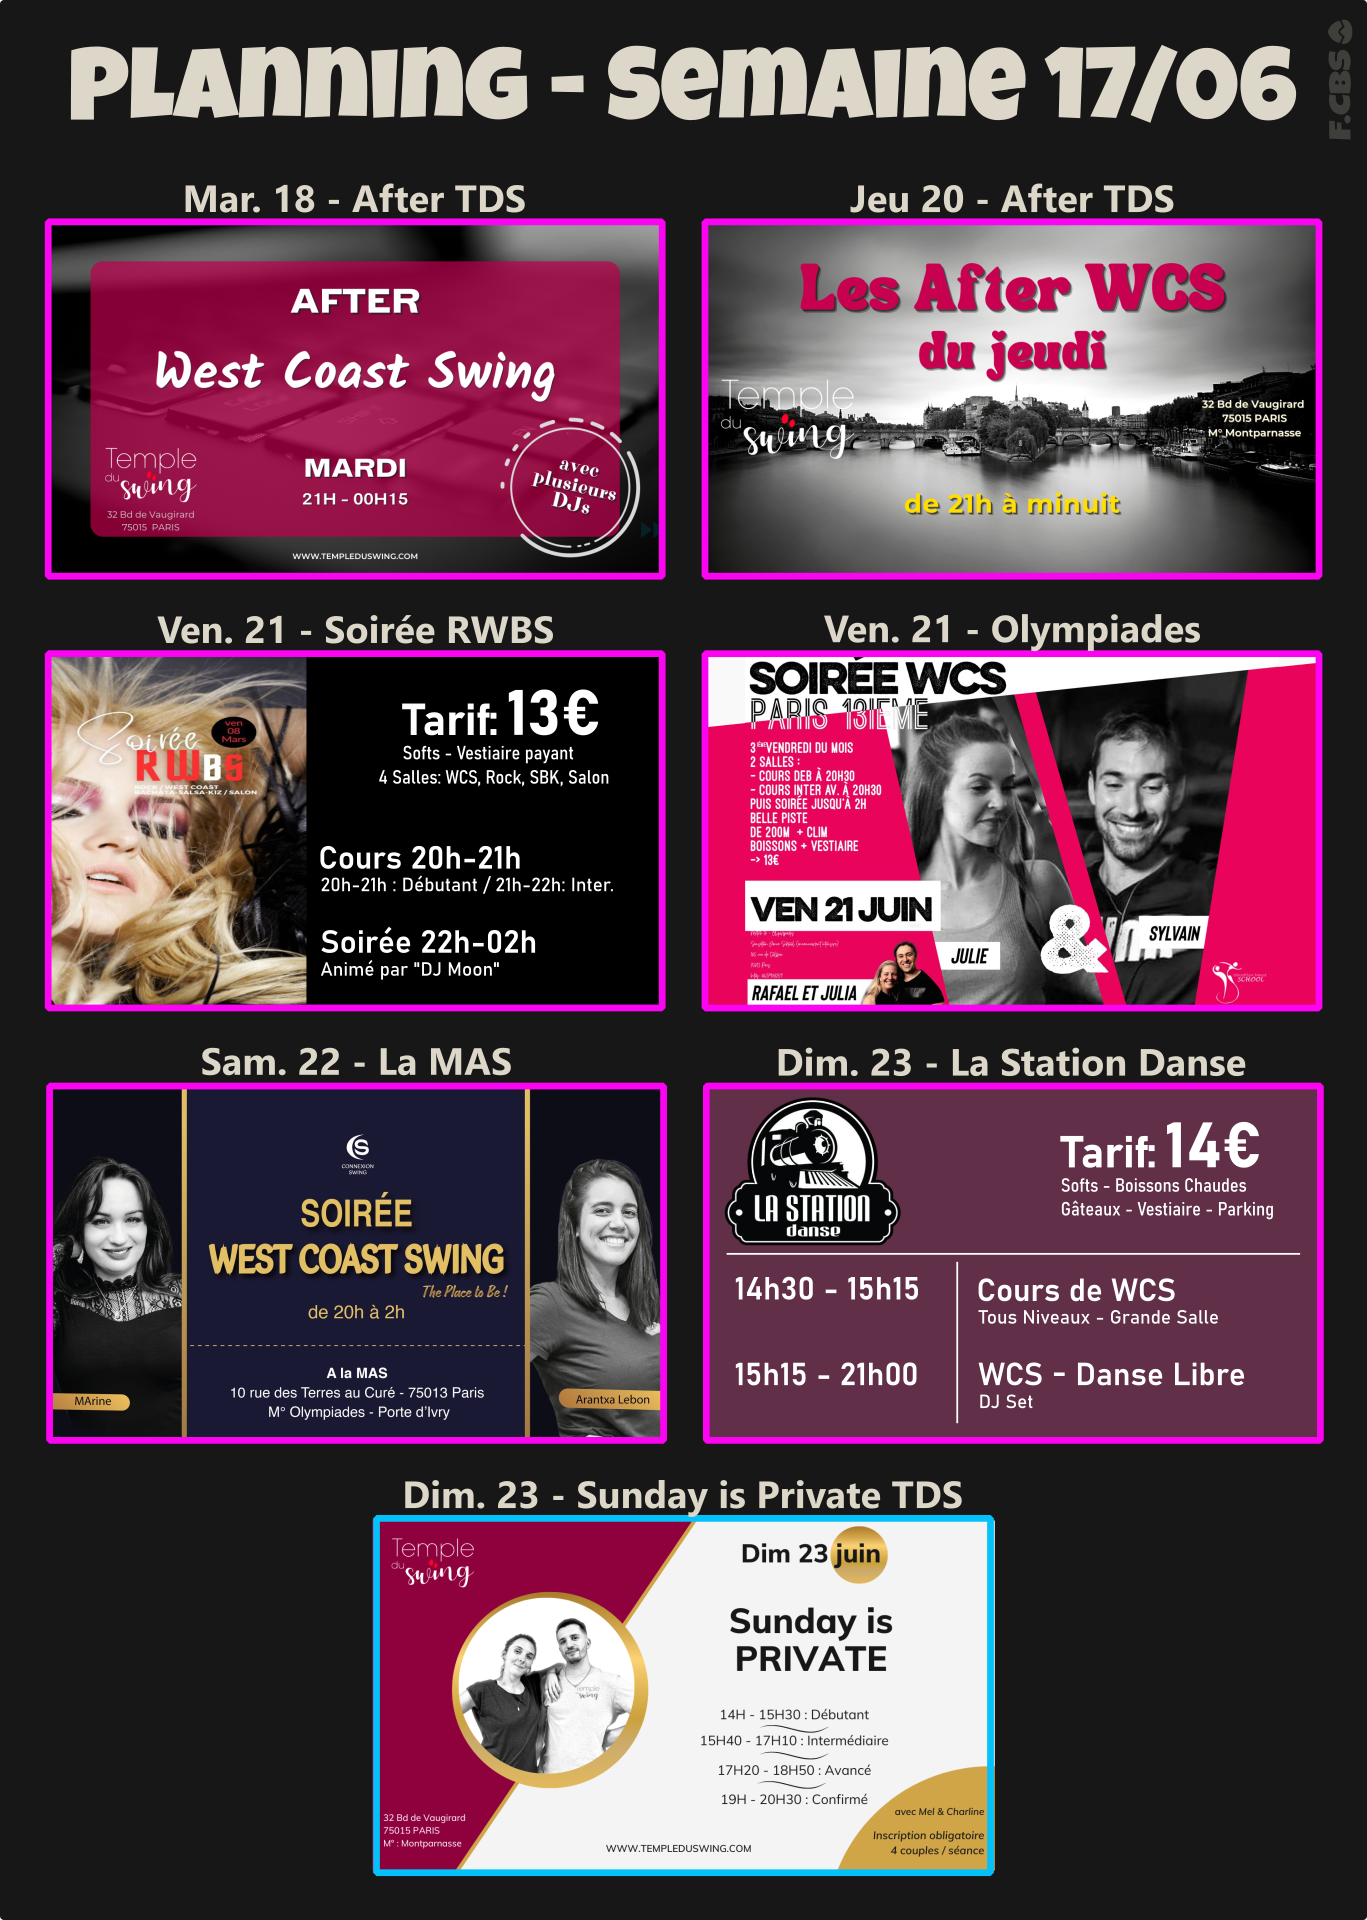 Planning - Semaine 17/06
F.CBS
Mar. 18 - After TDS
AFTER
West Coast Swing
MARDI
21H - 00H15
avec
plusieurs
DJs
Temple
du
swing
32 Bd de Vaugirard
75015 PARIS
WWW.TEMPLEDUSWING.COM
Jeu 20 - After TDS
Les After WCS
du jeudi
Temple
du
swing
32 Bd de Vaugirard
75015 PARIS
M° Montparnasse
de 21h à minuit
Ven. 21 - Soirée RWBS
Soirée
ven
08
Mars
RWBS
ROCK / WEST COAST
BACHATA-SALSA-KIZ / SALON
Tarif: 13€
Softs - Vestiaire payant
4 Salles: WCS, Rock, SBK, Salon
Cours 20h-21h
20h-21h : Débutant / 21h-22h: Inter.
Soirée 22h-02h
Animé par "DJ Moon"
Ven. 21 - Olympiades
SOIRÉE WCS
PARIS 13IEME
3ÈME VENDREDI DU MOIS
2 SALLES :
- COURS DEB À 20H30
- COURS INTER AV. À 20H30
PUIS SOIRÉE JUSQU'À 2H
BELLE PISTE
DE 200M + CLIM
BOISSONS + VESTIAIRE
-> 13€
VEN 21 JUIN
JULIE
&
SYLVAIN
RAFAEL ET JULIA
SCHOOL
Sam. 22 - La MAS
CONNEXION
SWING
SOIRÉE
WEST COAST SWING
The Place to Be !
de 20h à 2h
A la MAS
10 rue des Terres au Curé - 75013 Paris
M° Olympiades - Porte d'Ivry
MArine
Arantxa Lebon
Dim. 23 - La Station Danse
LA STATION
danse
Tarif: 14€
Softs - Boissons Chaudes
Gâteaux - Vestiaire - Parking
14h30 - 15h15
Cours de WCS
Tous Niveaux - Grande Salle
15h15 - 21h00
WCS - Danse Libre
DJ Set
Dim. 23 - Sunday is Private TDS
Temple
du
swing
Dim 23 juin
Sunday is
PRIVATE
Temple
swing
14H - 15H30 : Débutant
15H40 - 17H10 : Intermédiaire
17H20 - 18H50 : Avancé
19H - 20H30 : Confirmé
32 Bd de Vaugirard
75015 PARIS
M° : Montparnasse
WWW.TEMPLEDUSWING.COM
avec Mel & Charline
Inscription obligatoire
4 couples / séance